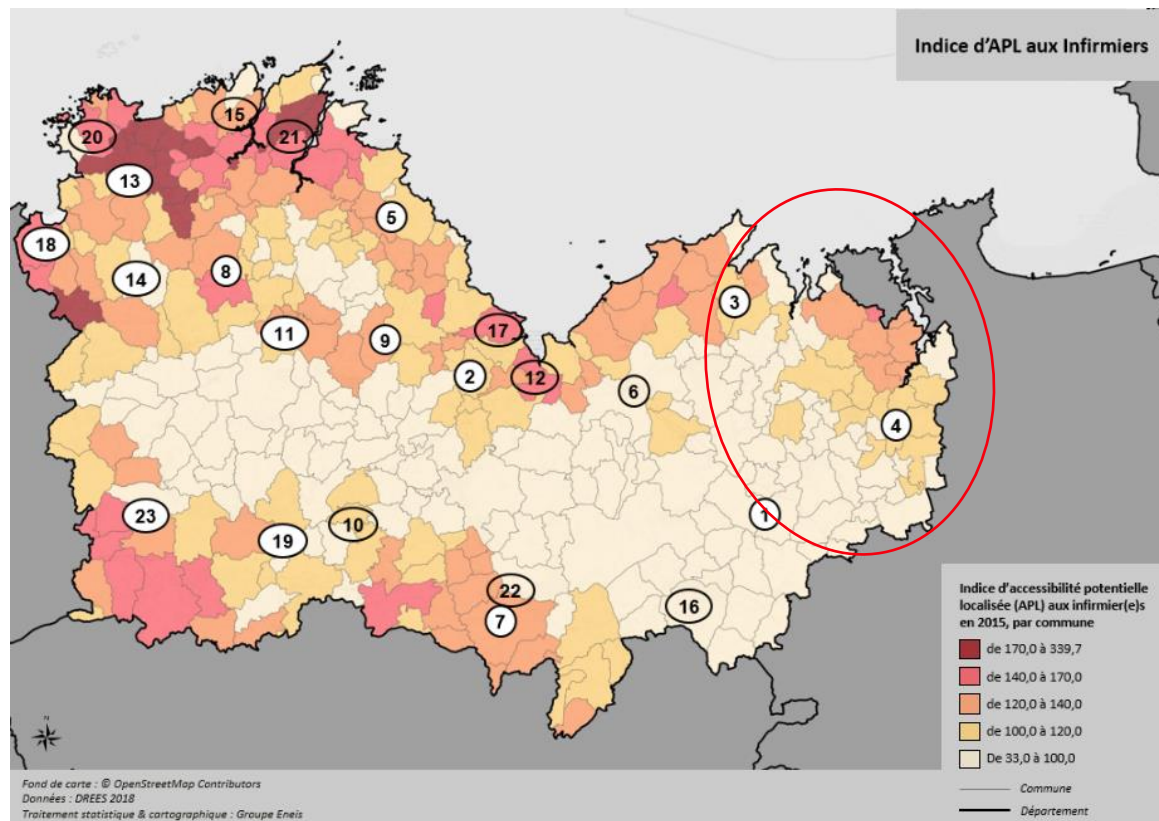 Indice d'APL aux Infirmiers
15
20
21
13
5
18
8
14
3
11
9
17
2
12
6
4
23
1
10
19
22
16
7
Indice d'accessibilité potentielle
localisée (APL) aux infirmier(e)s
en 2015, par commune
de 170,0 à 339,7
de 140,0 à 170,0
de 120,0 à 140,0
de 100,0 à 120,0
De 33,0 à 100,0
Commune
Département
N
Fond de carte : © OpenStreetMap Contributors
Données : DREES 2018
Traitement statistique & cartographique : Groupe Eneis